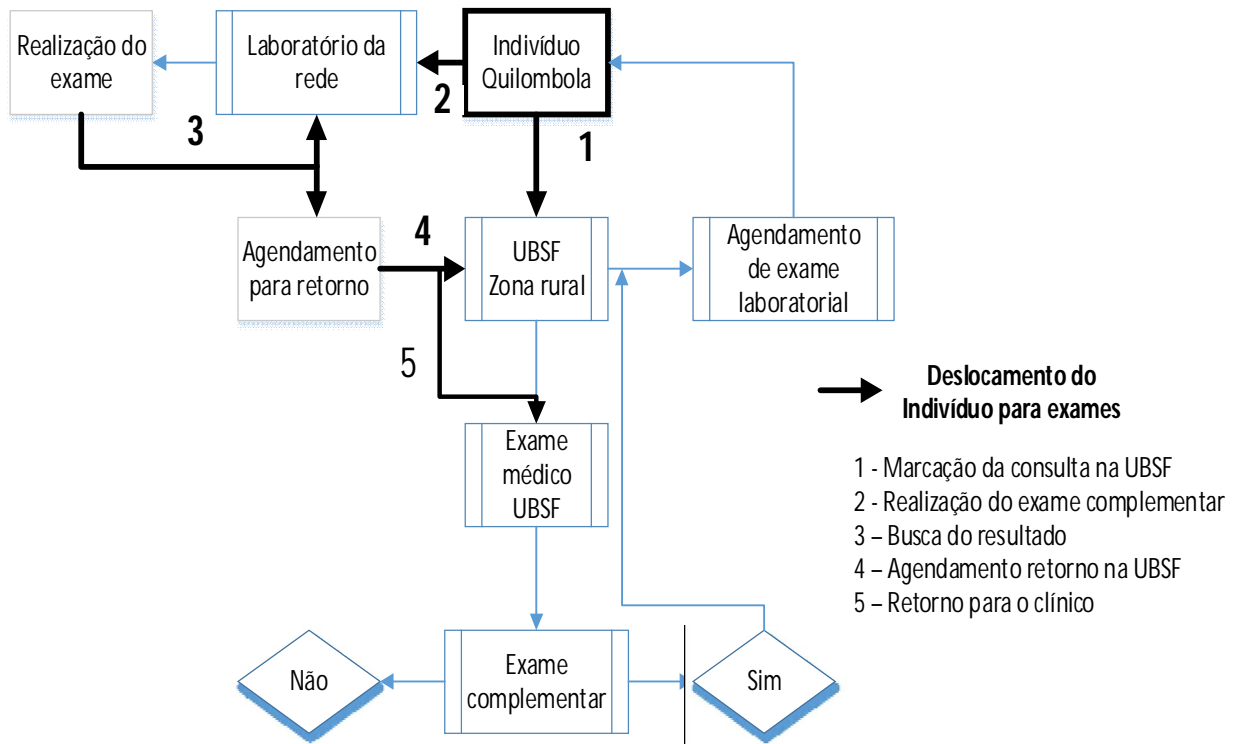 Realização do
exame
Laboratório da
rede
Indivíduo
Quilombola
2
3
1
Agendamento
para retorno
4
UBSF
Zona rural
Agendamento
de exame
laboratorial
5
Deslocamento do
Indivíduo para exames
Exame
médico
UBSF
1 - Marcação da consulta na UBSF
2 - Realização do exame complementar
3 – Busca do resultado
4 – Agendamento retorno na UBSF
5 – Retorno para o clínico
Não
Exame
complementar
Sim